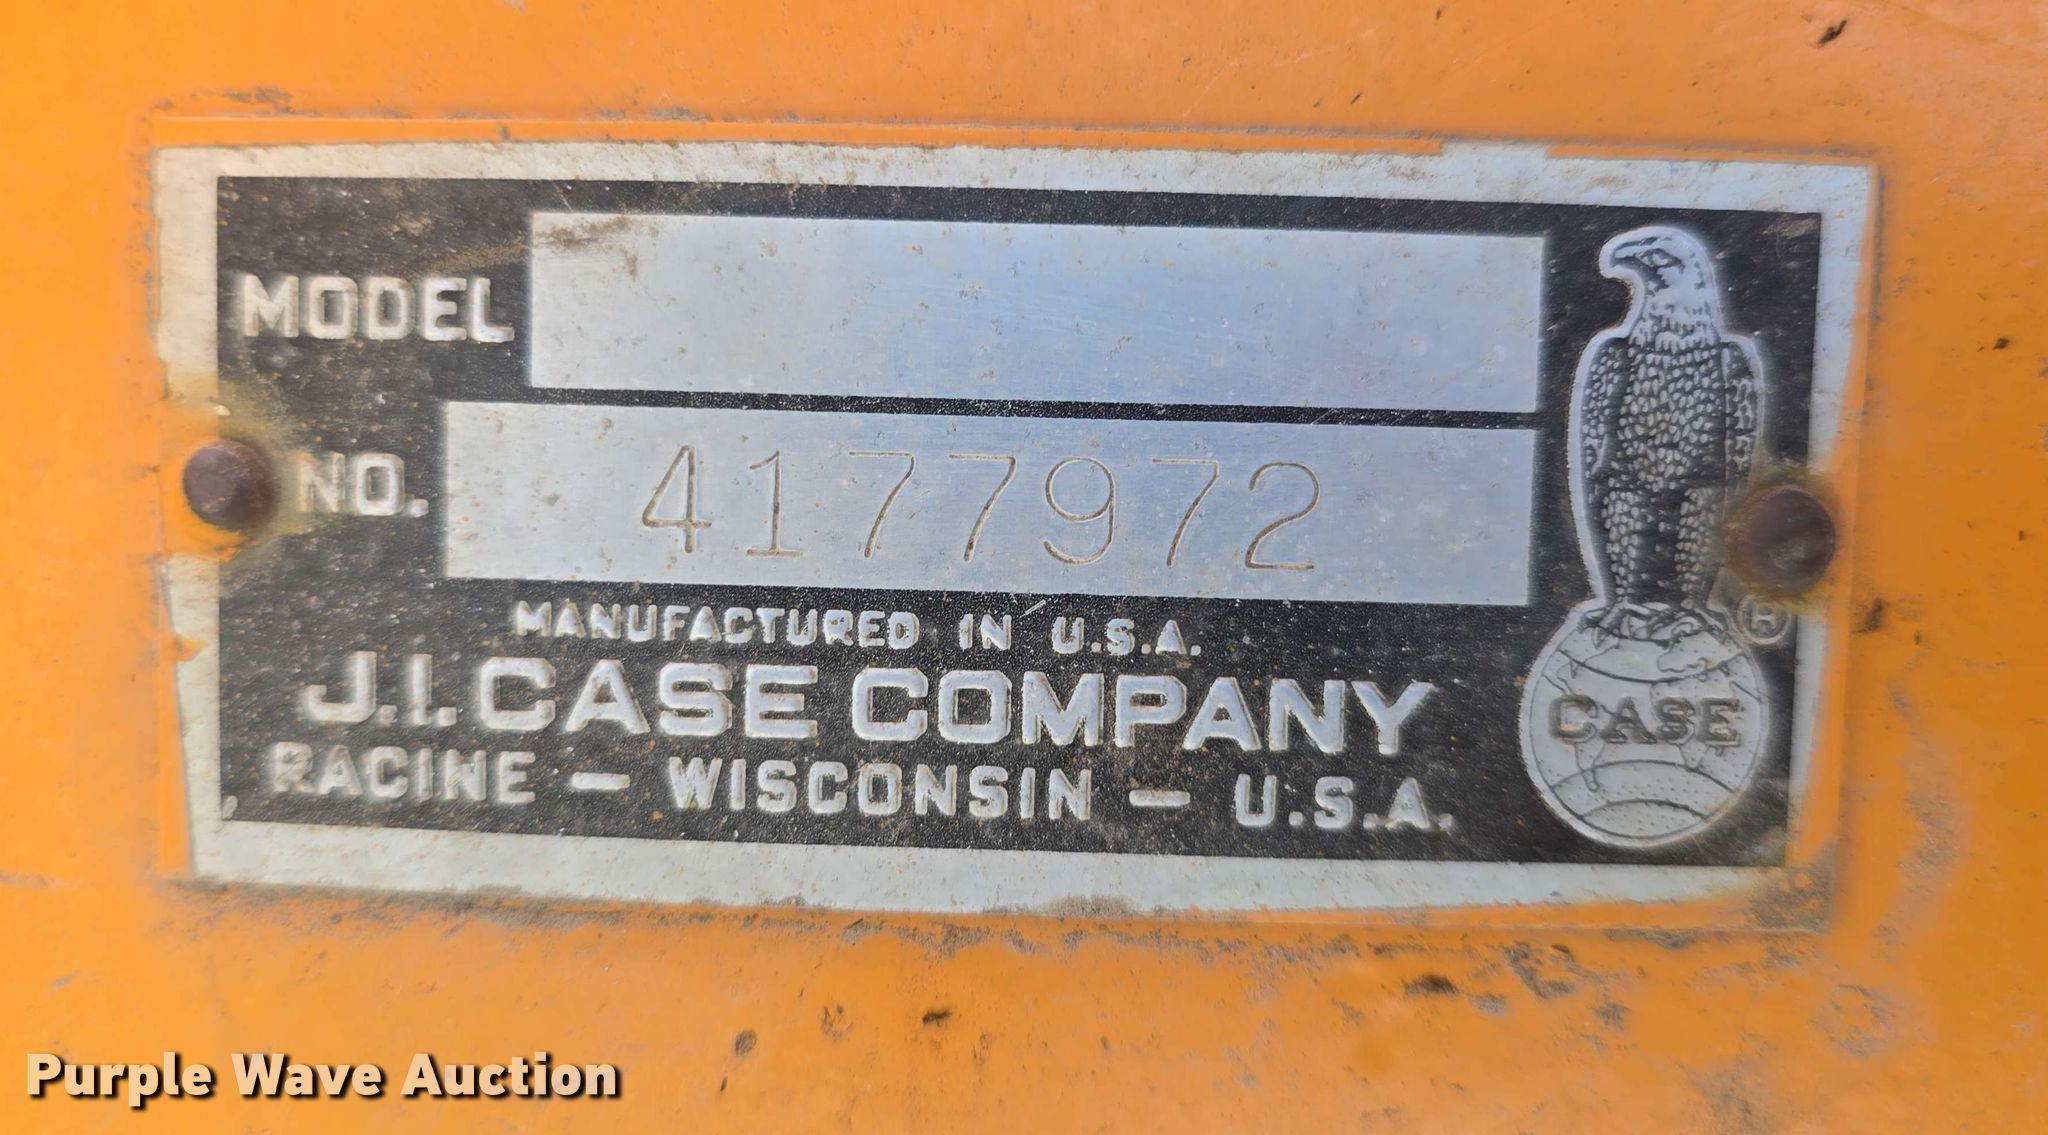 MODEL
NO. 4177972
MANUFACTURED IN U.S.A.
J.I. CASE COMPANY
RACINE - WISCONSIN - U.S.A.
®
CASE
Purple Wave Auction